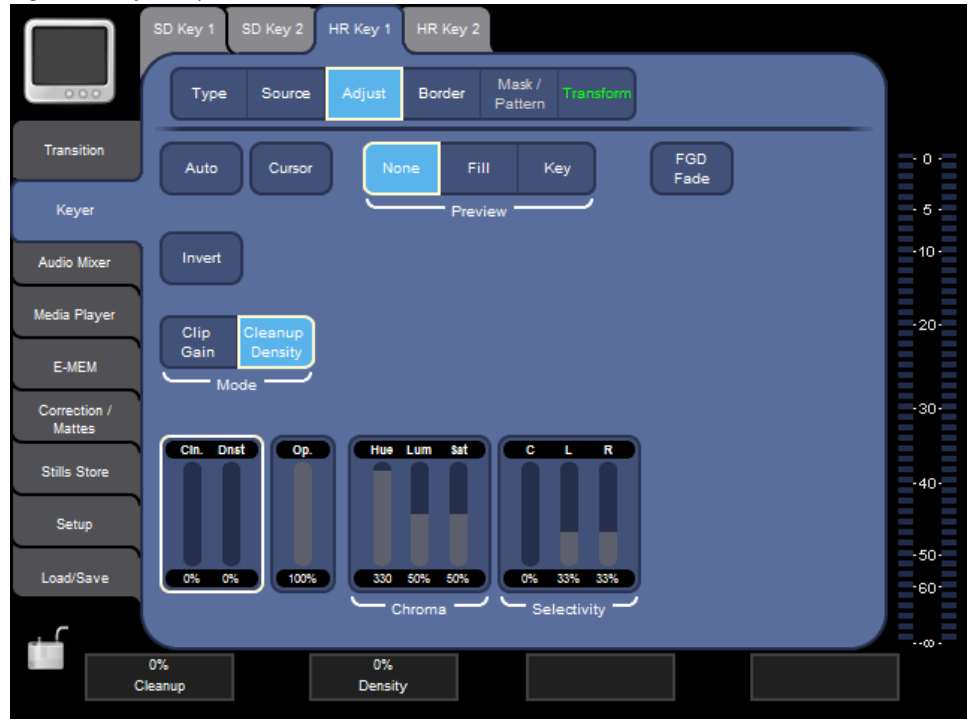 SD Key 1 SD Key 2 HR Key 1 HR Key 2
Type Source Adjust Border Mask / Pattern Transform
Transition
Keyer
Audio Mixer
Media Player
E-MEM
Correction / Mattes
Stills Store
Setup
Load/Save
Auto Cursor None Fill Key FGD Fade
Preview
Invert
Clip Gain Cleanup Density
Mode
Cln. Dnst Op. Hue Lum Sat C L R
0% 0% 100% 330 50% 50% 0% 33% 33%
Chroma Selectivity
- 0 -
- 5 -
-10-
-20-
-30-
-40-
-50-
-60-
--∞-
0% 0%
Cleanup Density